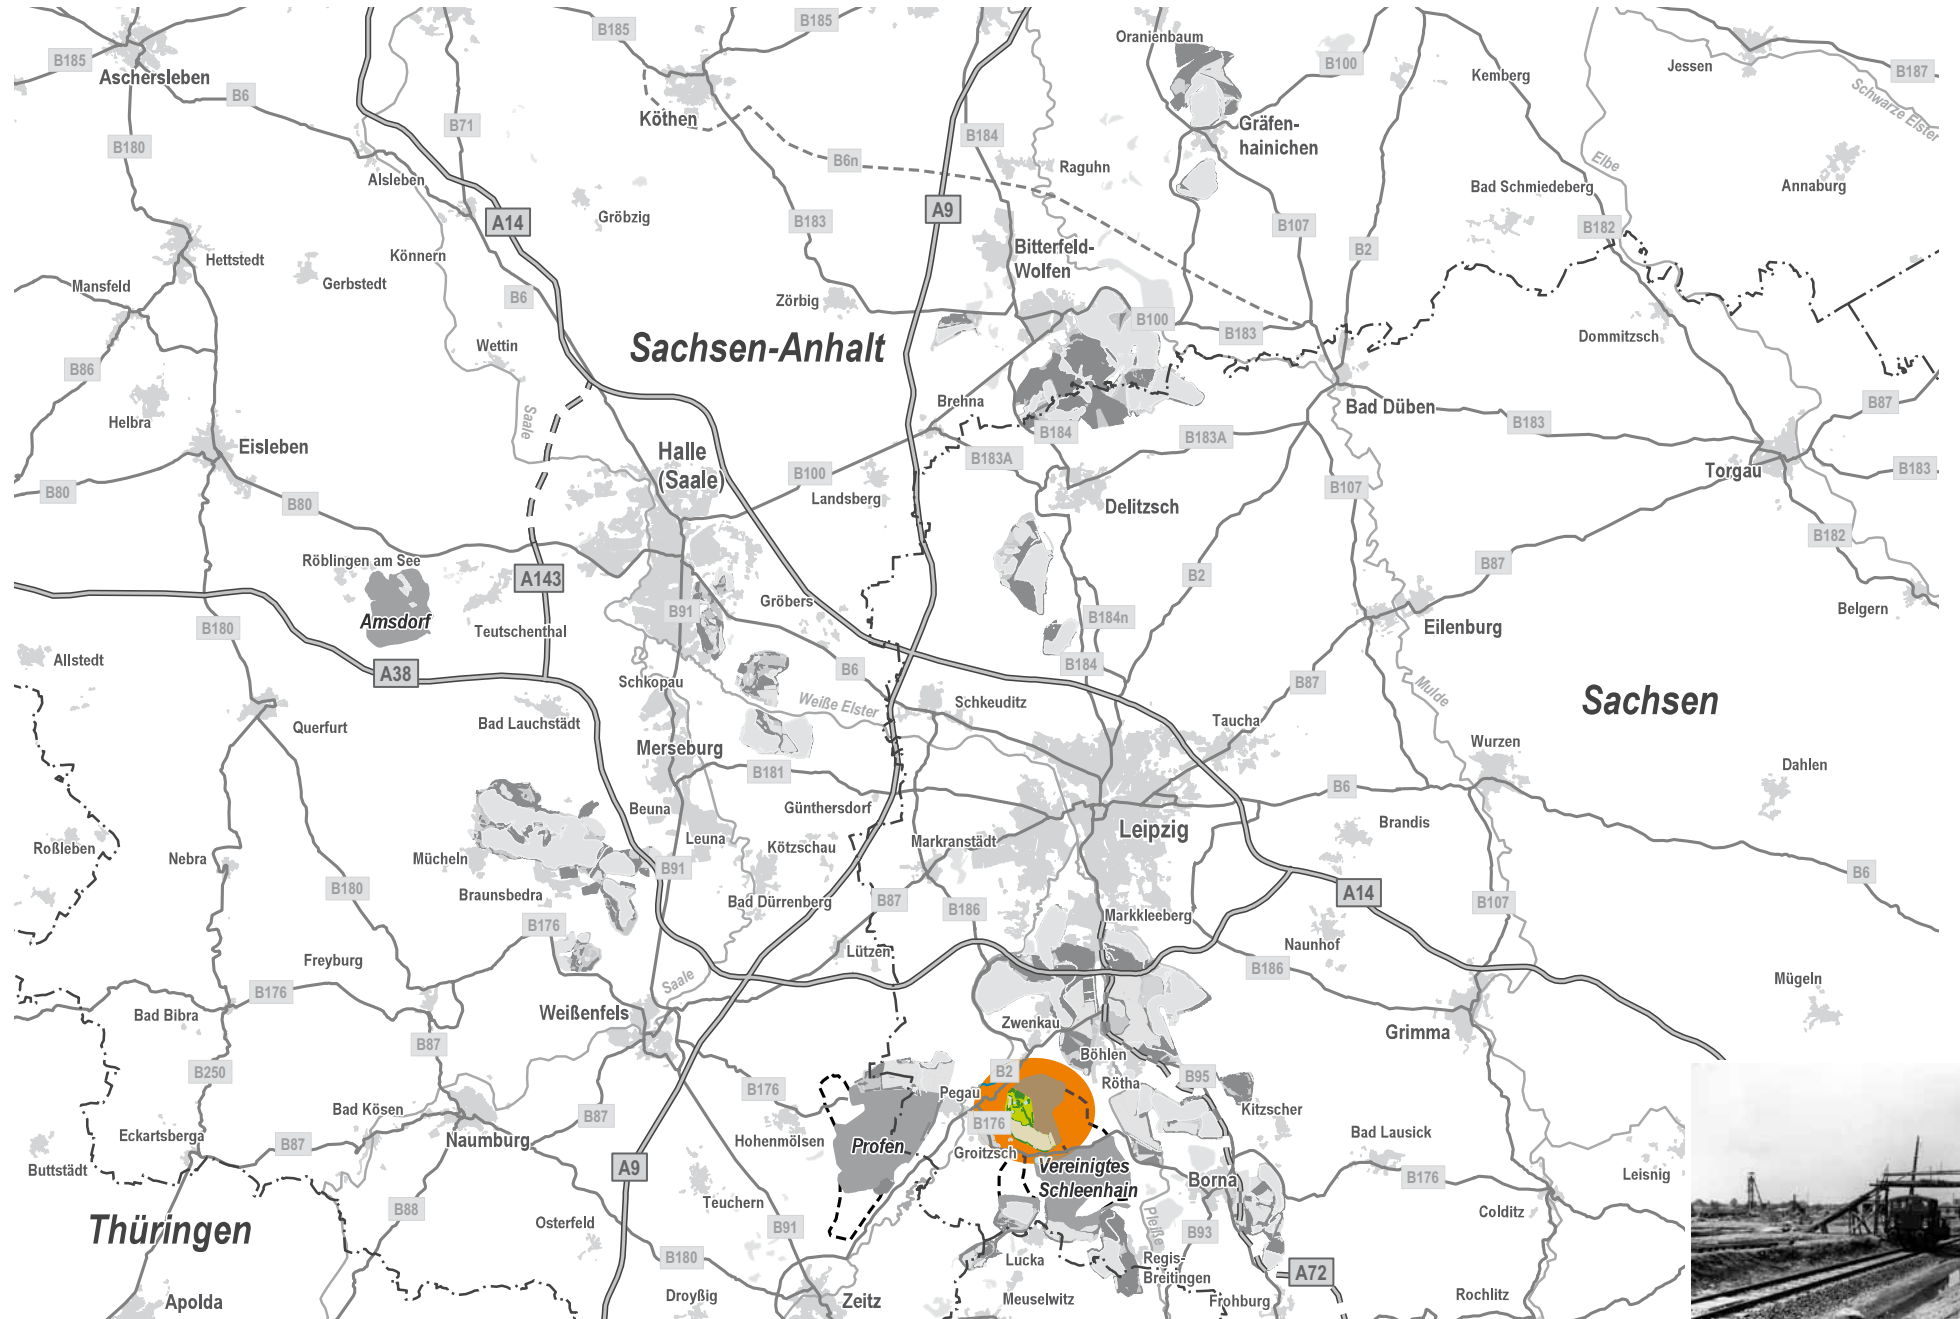 B185
B185
Oranienbaum
B100
Kemberg
Jessen
B187
Schwarze Elster
B185
Aschersleben
B6
B71
Köthen
B184
Gräfen-
hainichen
B180
Alsleben
B6n
Raguhn
Elbe
Bad Schmiedeberg
Annaburg
A14
Gröbzig
B183
A9
B107
B182
B2
Hettstedt
Könnern
Bitterfeld-
Wolfen
Mansfeld
Gerbstedt
B6
Zörbig
B100
B183
Dommitzsch
Wettin
Sachsen-Anhalt
B86
Helbra
Saale
Brehna
Bad Düben
B183
B87
Eisleben
Halle
(Saale)
B184
B183A
B183A
B100
Landsberg
B107
Torgau
B183
B80
B80
Delitzsch
B182
Röblingen am See
A143
B2
B87
Amsdorf
B91
Gröbers
B184n
Eilenburg
Belgern
B180
Teutschenthal
Allstedt
A38
B6
B184
Schkopau
B87
Mulde
Sachsen
Querfurt
Bad Lauchstädt
Weiße Elster
Schkeuditz
Taucha
Merseburg
Wurzen
B181
Dahlen
Beuna
Günthersdorf
B6
Roßleben
Nebra
Mücheln
Leuna
Kötzschau
Markranstädt
Leipzig
Brandis
B6
B180
Braunsbedra
B91
Bad Dürrenberg
B87
B186
Markkleeberg
A14
B107
B176
Naunhof
Freyburg
Lützen
B186
Mügeln
B176
Saale
Bad Bibra
Weißenfels
Zwenkau
Grimma
B87
Böhlen
B250
B176
B2
Rötha
B95
Pegau
Kitzscher
Bad Kösen
B87
Eckartsberga
B87
Naumburg
Hohenmölsen
Profen
B176
Groitzsch
Bad Lausick
Buttstädt
A9
Vereinigtes
Schleenhain
Borna
B176
Leisnig
Teuchern
B88
Thüringen
Osterfeld
B91
Pleiße
B93
Colditz
B180
Lucka
Regis-
Breitingen
A72
Apolda
Droyßig
Zeitz
Meuselwitz
Frohburg
Rochlitz